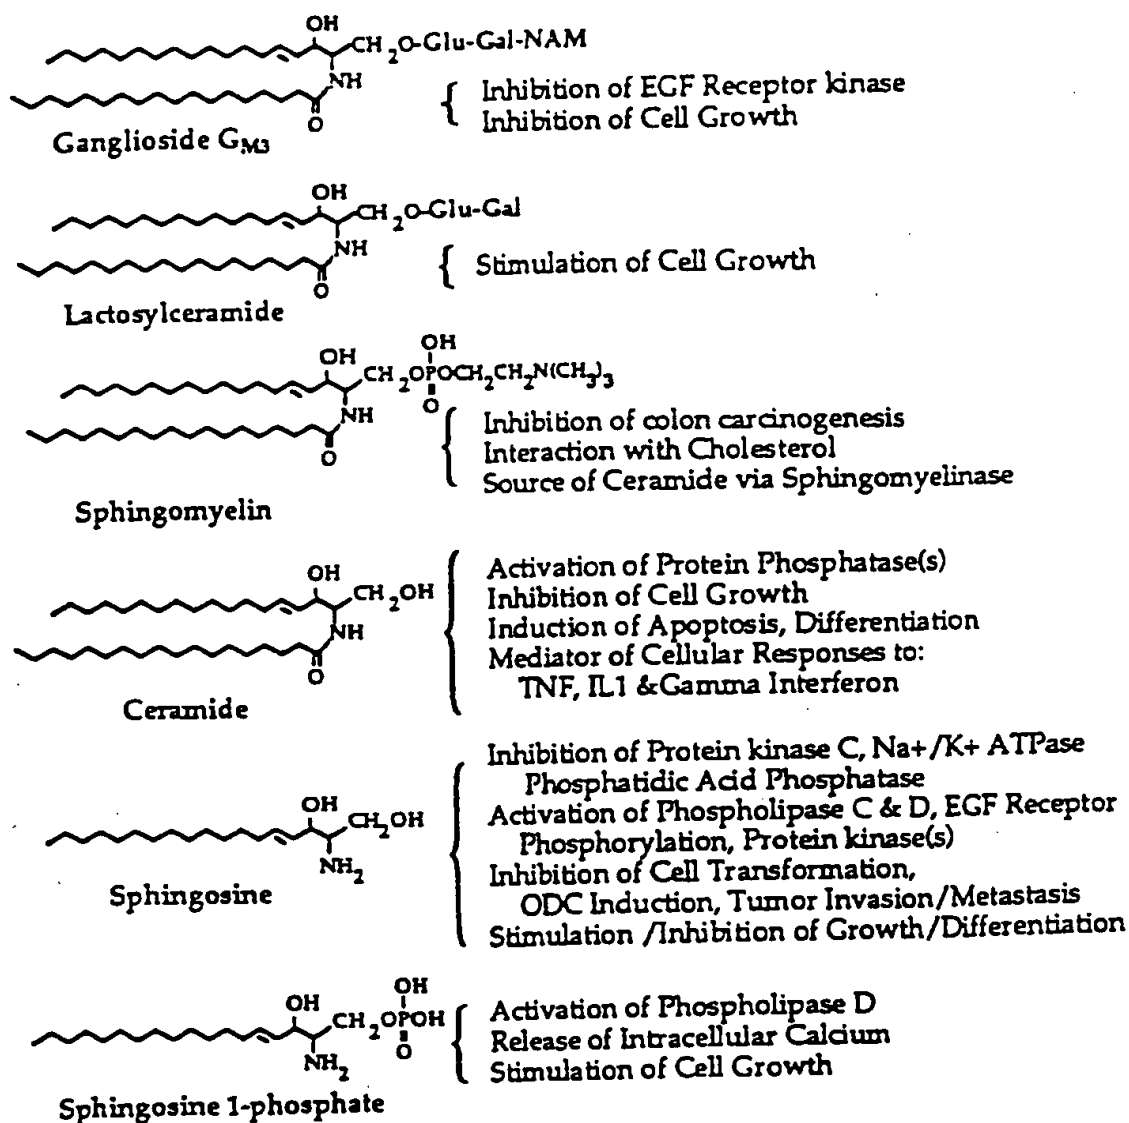 OH
CH2O-Glu-Gal-NAM
NH
O
Ganglioside GM3
{ Inhibition of EGF Receptor kinase
Inhibition of Cell Growth
OH
CH2O-Glu-Gal
NH
O
Lactosylceramide
{ Stimulation of Cell Growth
OH
OH
CH2OPOCH2CH2N(CH3)3
O
NH
O
Sphingomyelin
{ Inhibition of colon carcinogenesis
Interaction with Cholesterol
Source of Ceramide via Sphingomyelinase
OH
CH2OH
NH
O
Ceramide
{ Activation of Protein Phosphatase(s)
Inhibition of Cell Growth
Induction of Apoptosis, Differentiation
Mediator of Cellular Responses to:
TNF, IL1 &Gamma Interferon
OH
CH2OH
NH2
Sphingosine
{ Inhibition of Protein kinase C, Na+/K+ ATPase
Phosphatidic Acid Phosphatase
Activation of Phospholipase C & D, EGF Receptor
Phosphorylation, Protein kinase(s)
Inhibition of Cell Transformation,
ODC Induction, Tumor Invasion/Metastasis
Stimulation /Inhibition of Growth/Differentiation
OH
OH
CH2OPOH
O
NH2
Sphingosine 1-phosphate
{ Activation of Phospholipase D
Release of Intracellular Calcium
Stimulation of Cell Growth